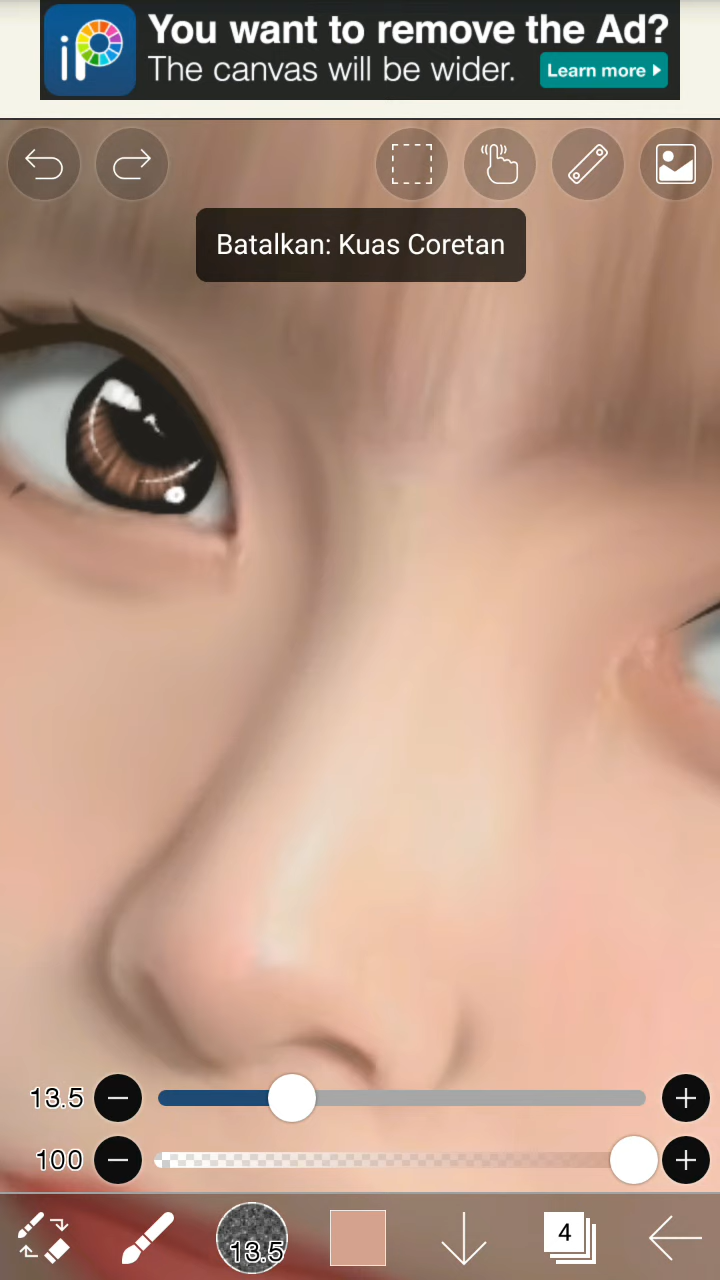 iP
You want to remove the Ad?
The canvas will be wider.
Learn more
Batalkan: Kuas Coretan
13.5
100
13.5
4